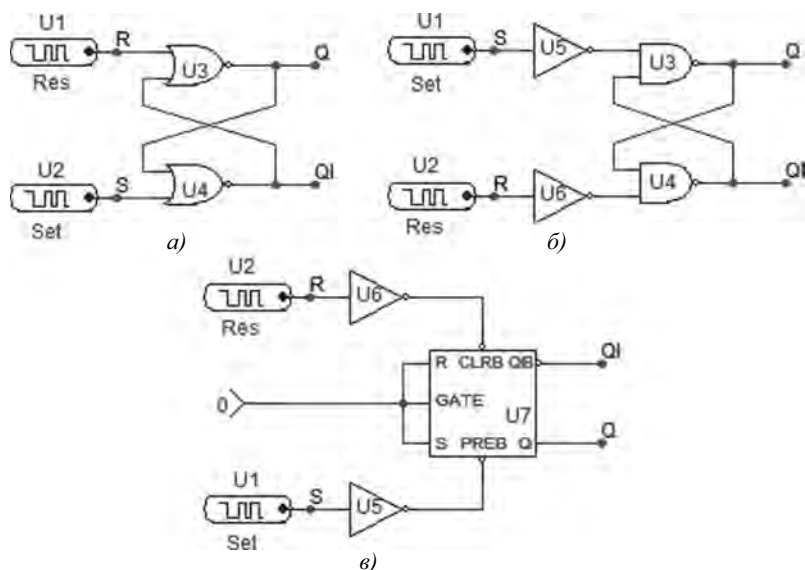 U1
R
Res
U3
Q
U2
S
Set
U4
QI
а)
U1
S
Set
U5
U3
Q
U2
R
Res
U6
U4
QI
б)
U2
R
Res
U6
R CLRB QB
QI
0
GATE
U7
S PREB Q
Q
U1
S
Set
U5
в)